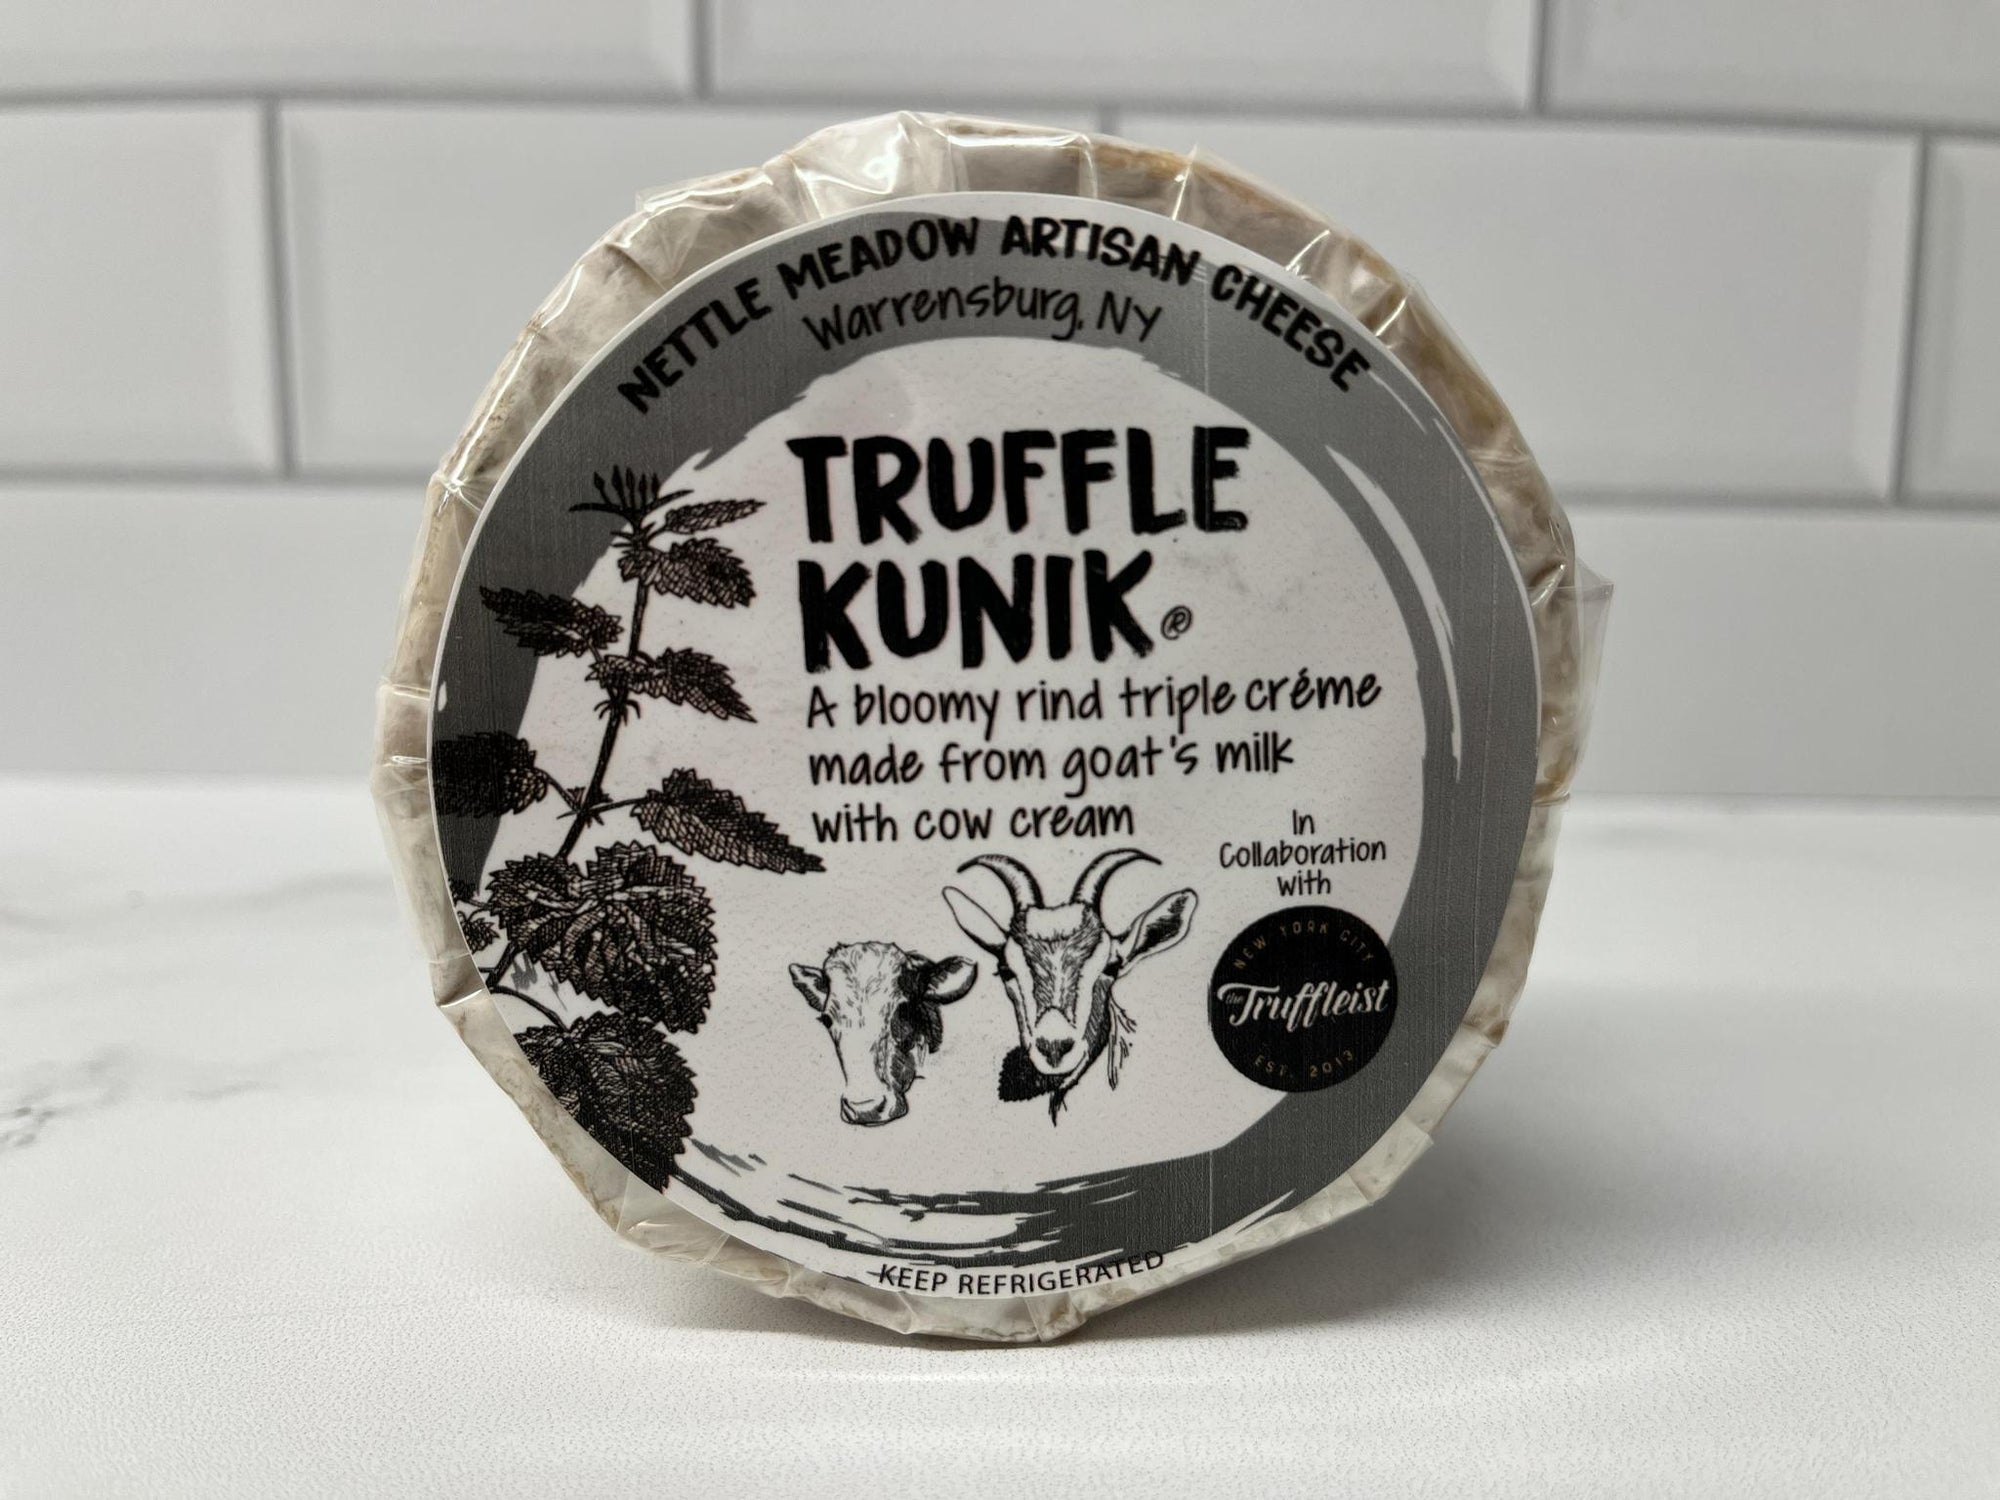 NETTLE MEADOW ARTISAN CHEESE
Warrensburg, NY
TRUFFLE
KUNIK®
A bloomy rind triple créme
made from goat's milk
with cow cream
In
Collaboration
with
NEW YORK CITY
the Truffleist
EST. 2013
KEEP REFRIGERATED